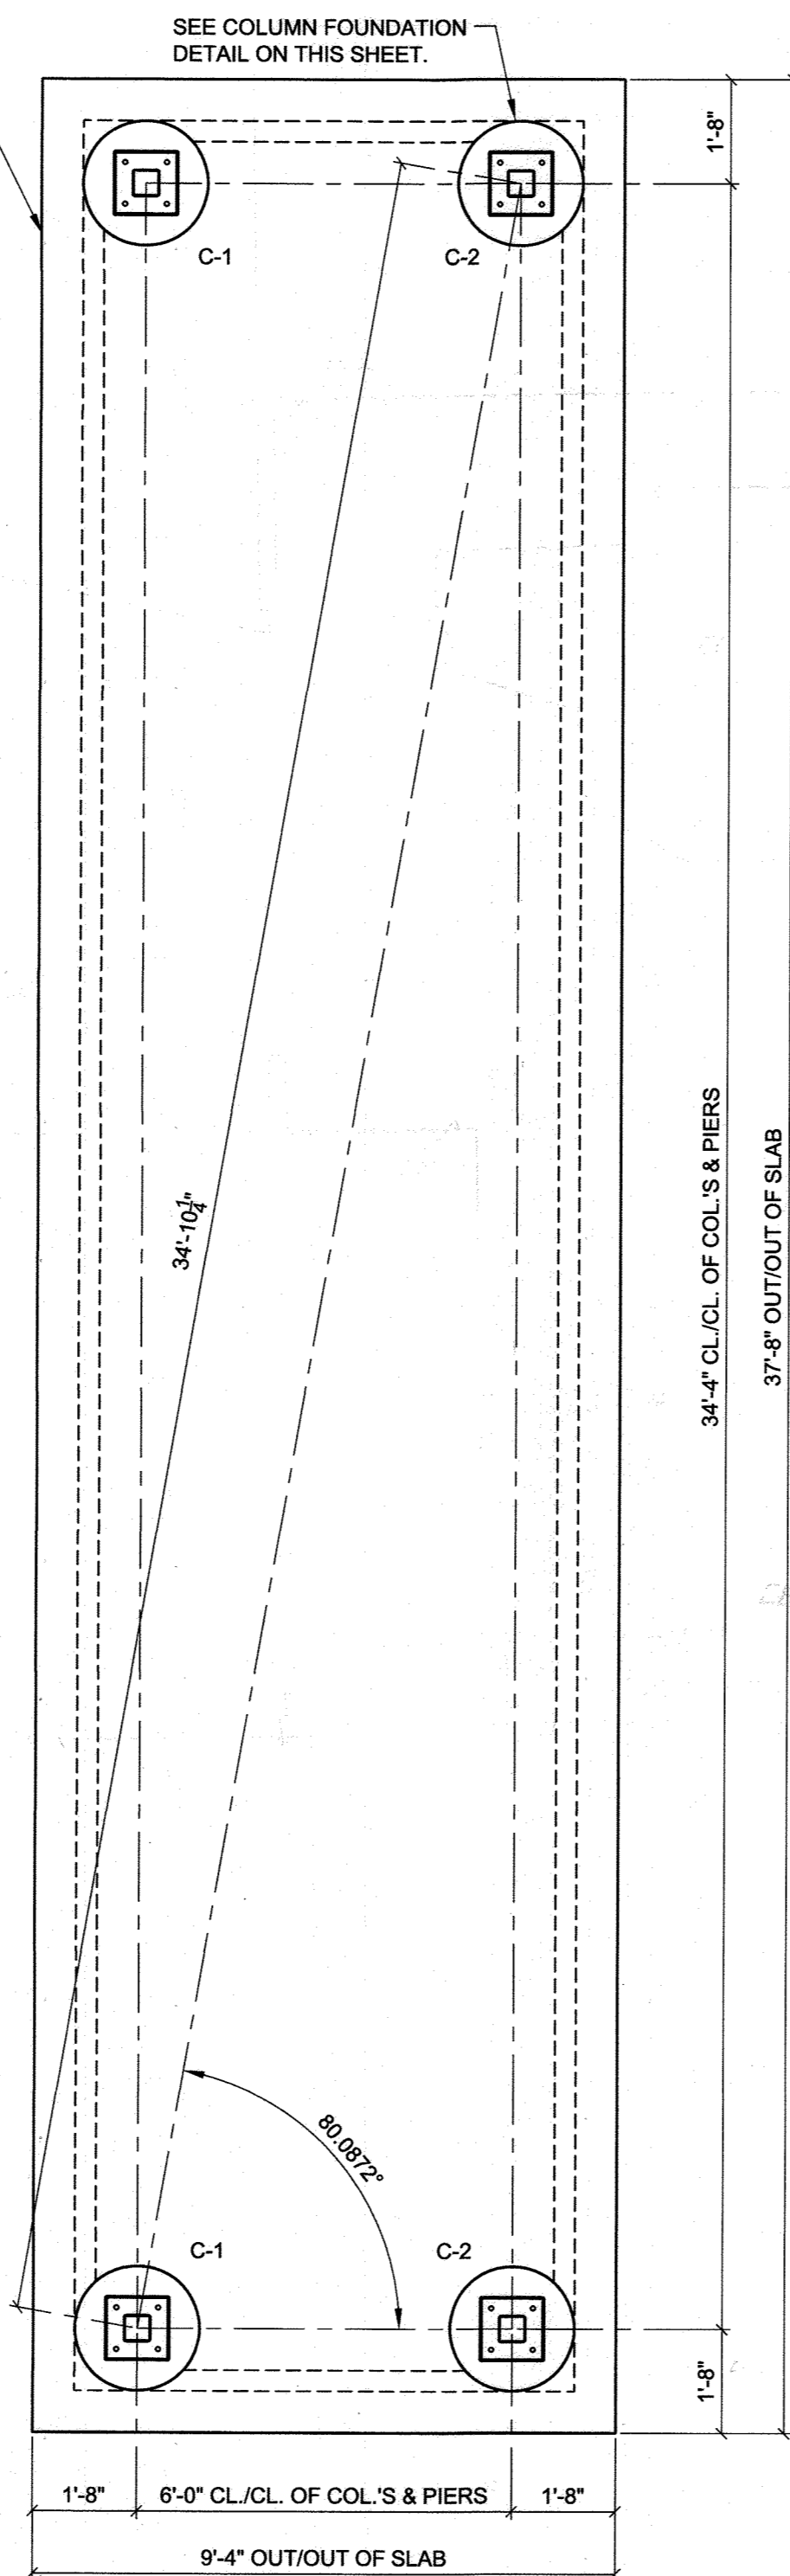 SEE COLUMN FOUNDATION
DETAIL ON THIS SHEET.
1'-8"
C-1
C-2
34'-10 1/4"
34'-4" CL./CL. OF COL.'S & PIERS
37'-8" OUT/OUT OF SLAB
80.0872°
C-1
C-2
1'-8"
1'-8"
6'-0" CL./CL. OF COL.'S & PIERS
1'-8"
9'-4" OUT/OUT OF SLAB